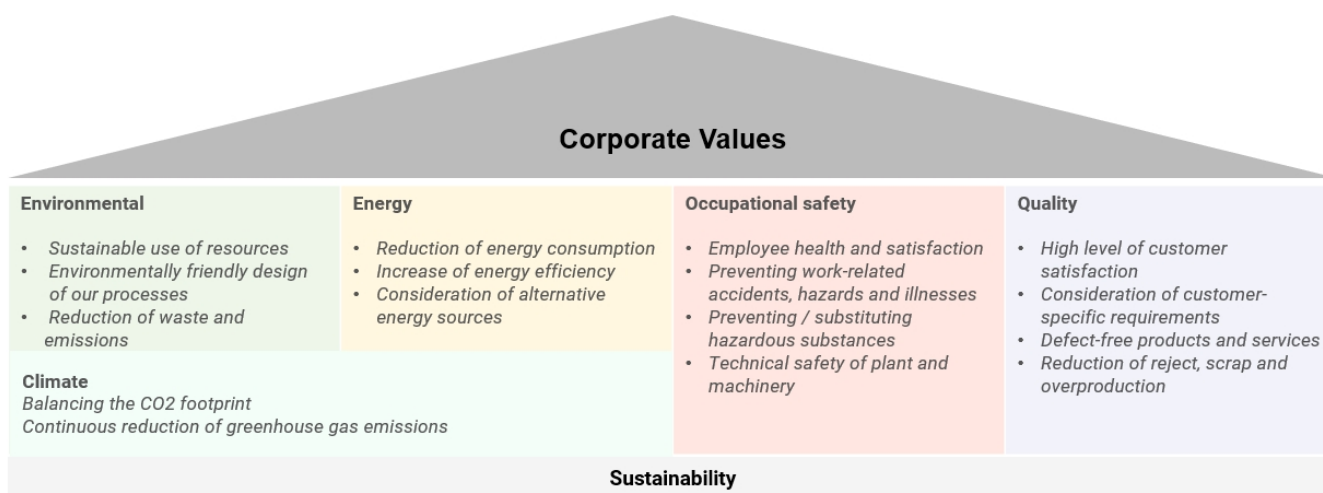 Corporate Values
Environmental
• Sustainable use of resources
• Environmentally friendly design
of our processes
• Reduction of waste and
emissions
Energy
• Reduction of energy consumption
• Increase of energy efficiency
• Consideration of alternative
energy sources
Climate
Balancing the CO2 footprint
Continuous reduction of greenhouse gas emissions
Occupational safety
• Employee health and satisfaction
• Preventing work-related
accidents, hazards and illnesses
• Preventing / substituting
hazardous substances
• Technical safety of plant and
machinery
Quality
• High level of customer
satisfaction
• Consideration of customer-
specific requirements
• Defect-free products and services
• Reduction of reject, scrap and
overproduction
Sustainability